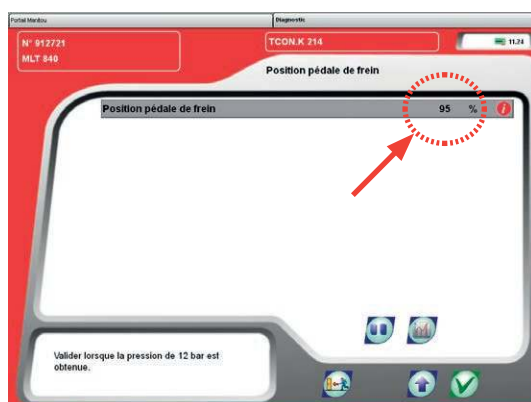 Portail Manitou
Diagnostic
N° 912721
MLT 840
TCON.K 214
11.24
Position pédale de frein
Position pédale de frein 95 % i
Valider lorsque la pression de 12 bar est
obtenue.